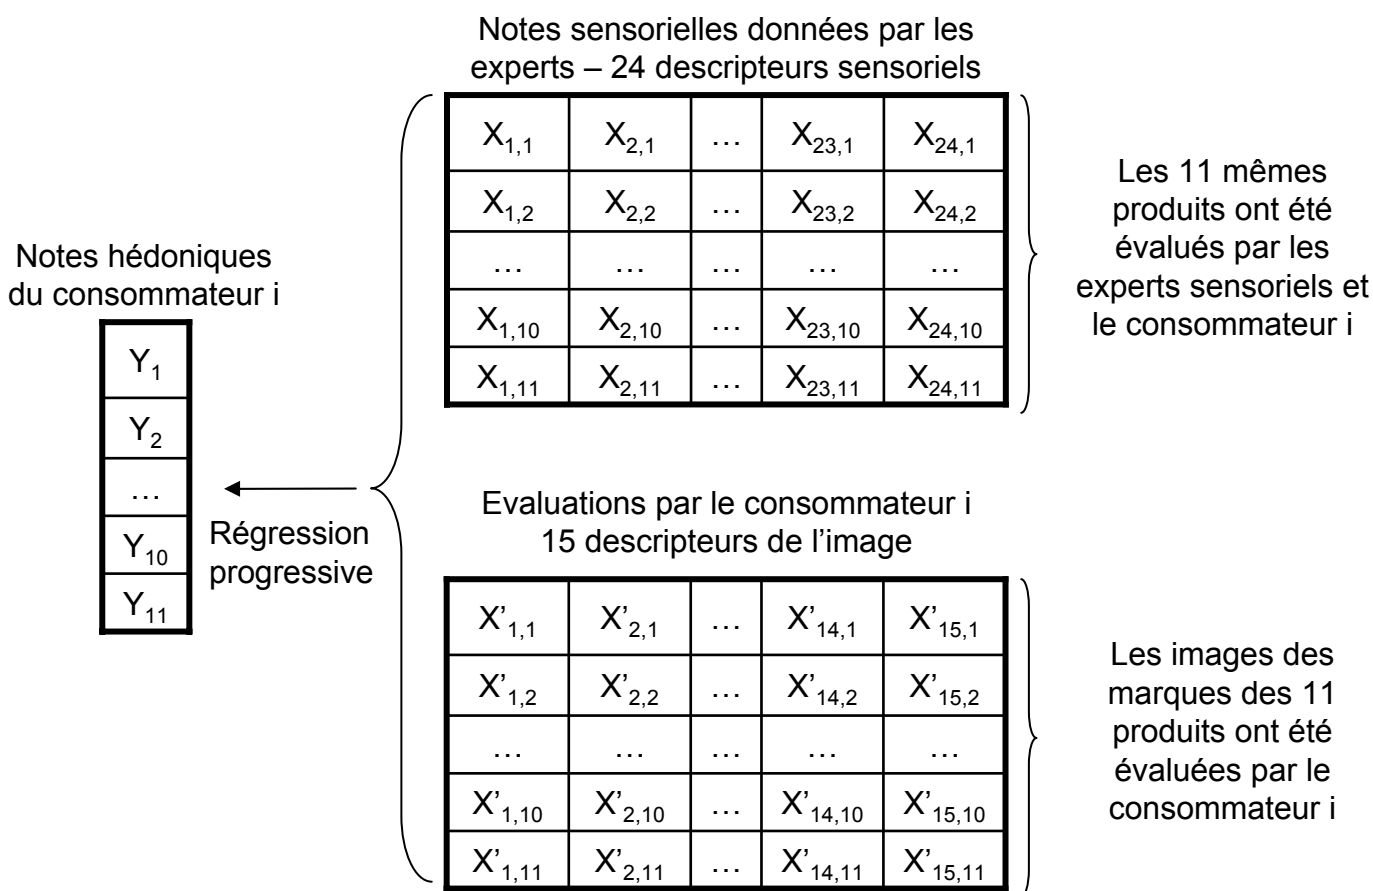 Notes sensorielles données par les
experts – 24 descripteurs sensoriels
X1,1 X2,1 … X23,1 X24,1
X1,2 X2,2 … X23,2 X24,2
… … … … …
X1,10 X2,10 … X23,10 X24,10
X1,11 X2,11 … X23,11 X24,11
Les 11 mêmes
produits ont été
évalués par les
experts sensoriels et
le consommateur i
Notes hédoniques
du consommateur i
Y1
Y2
…
Y10
Y11
Régression
progressive
Evaluations par le consommateur i
15 descripteurs de l’image
X’1,1 X’2,1 … X’14,1 X’15,1
X’1,2 X’2,2 … X’14,2 X’15,2
… … … … …
X’1,10 X’2,10 … X’14,10 X’15,10
X’1,11 X’2,11 … X’14,11 X’15,11
Les images des
marques des 11
produits ont été
évaluées par le
consommateur i